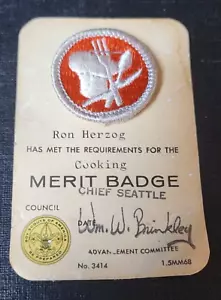 Ron Herzog
HAS MET THE REQUIREMENTS FOR THE
Cooking
MERIT BADGE
CHIEF SEATTLE
COUNCIL
DATE
Wm. W. Brinkley
ADVANCEMENT COMMITTEE
No. 3414
1.5MM68